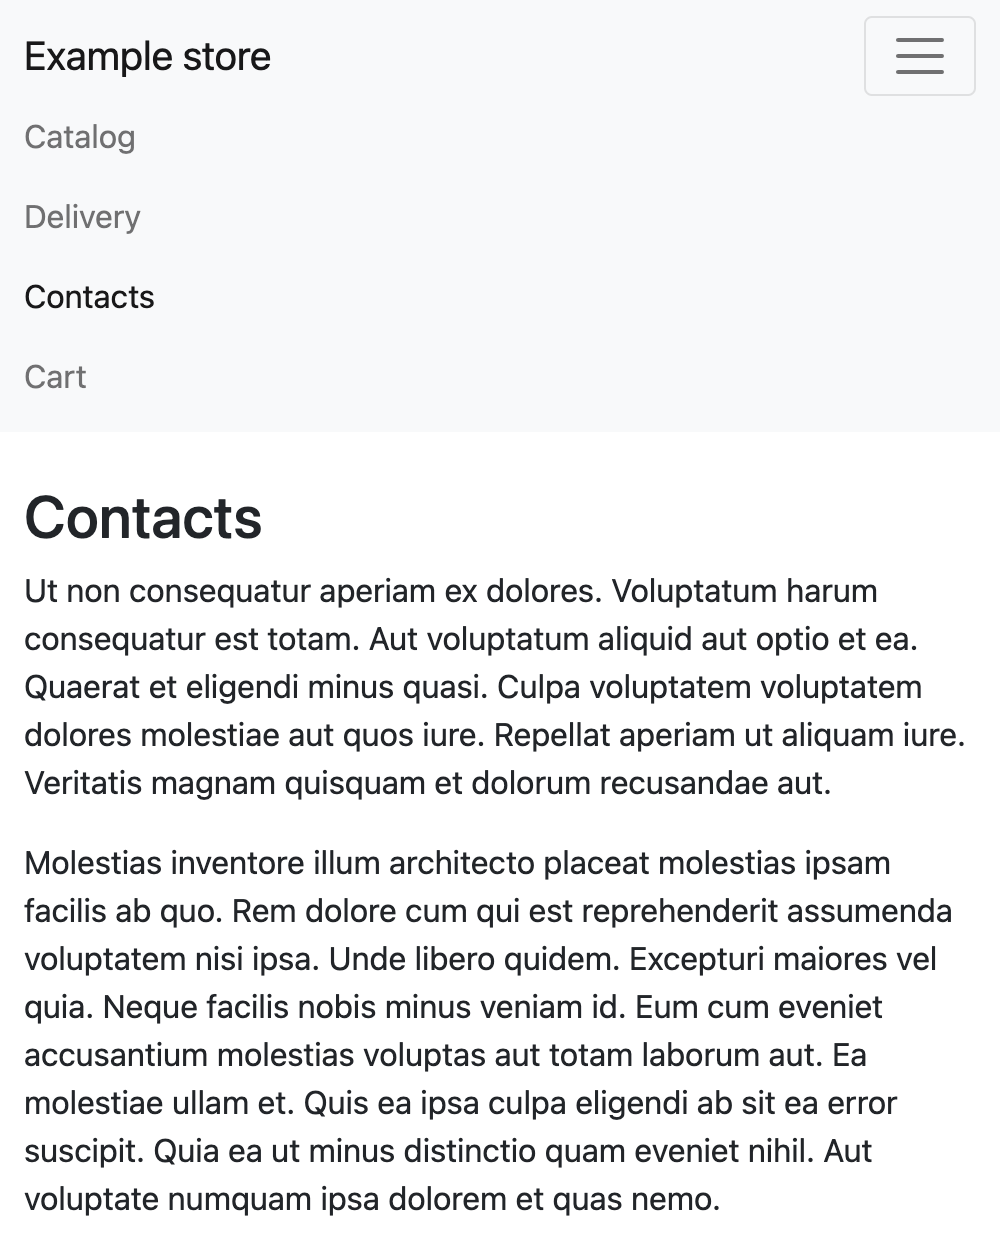 Example store
Catalog
Delivery
Contacts
Cart
Contacts
Ut non consequatur aperiam ex dolores. Voluptatum harum
consequatur est totam. Aut voluptatum aliquid aut optio et ea.
Quaerat et eligendi minus quasi. Culpa voluptatem voluptatem
dolores molestiae aut quos iure. Repellat aperiam ut aliquam iure.
Veritatis magnam quisquam et dolorum recusandae aut.
Molestias inventore illum architecto placeat molestias ipsam
facilis ab quo. Rem dolore cum qui est reprehenderit assumenda
voluptatem nisi ipsa. Unde libero quidem. Excepturi maiores vel
quia. Neque facilis nobis minus veniam id. Eum cum eveniet
accusantium molestias voluptas aut totam laborum aut. Ea
molestiae ullam et. Quis ea ipsa culpa eligendi ab sit ea error
suscipit. Quia ea ut minus distinctio quam eveniet nihil. Aut
voluptate numquam ipsa dolorem et quas nemo.